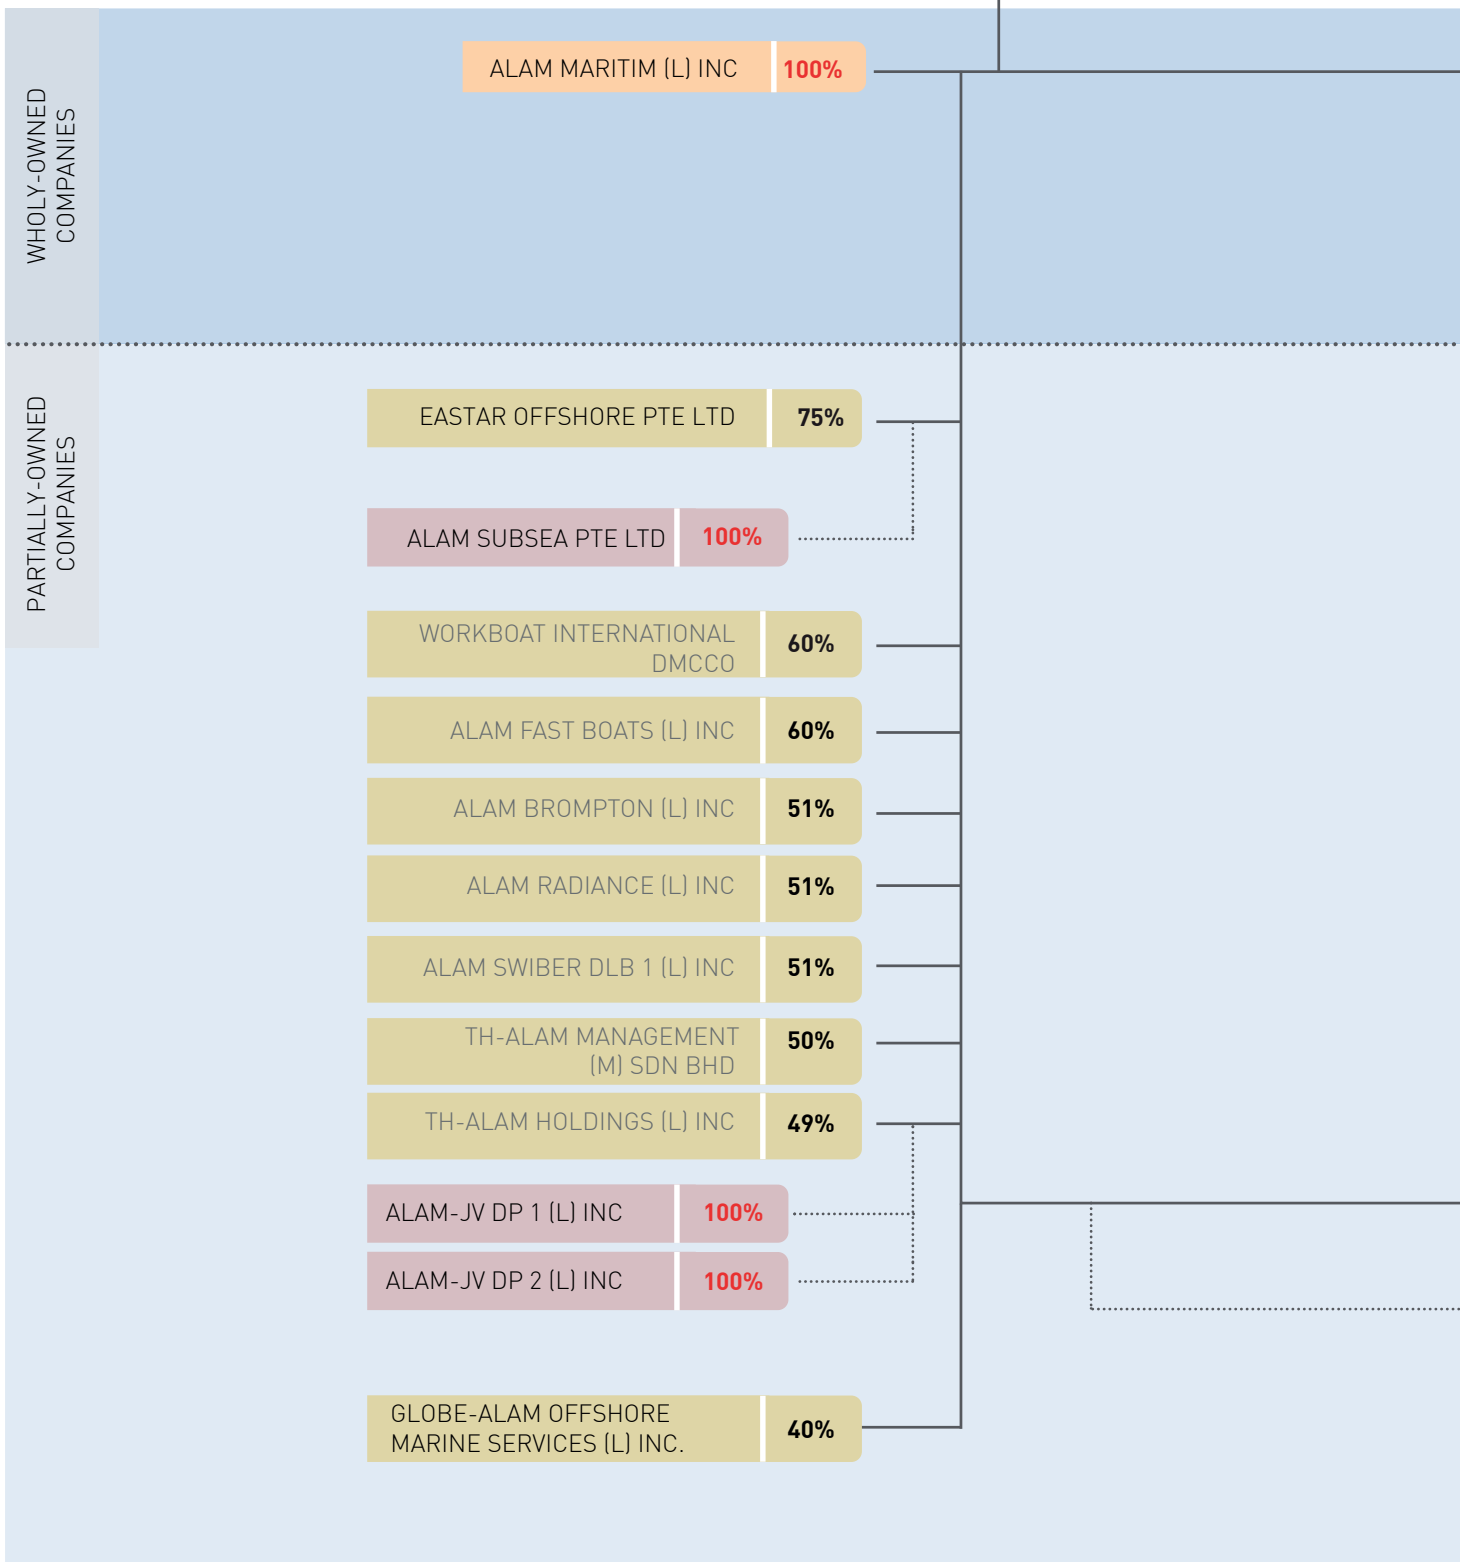 WHOLY-OWNED
COMPANIES
ALAM MARITIM (L) INC 100%
PARTIALLY-OWNED
COMPANIES
EASTAR OFFSHORE PTE LTD 75%
ALAM SUBSEA PTE LTD 100%
WORKBOAT INTERNATIONAL
DMCCO
60%
ALAM FAST BOATS (L) INC 60%
ALAM BROMPTON (L) INC 51%
ALAM RADIANCE (L) INC 51%
ALAM SWIBER DLB 1 (L) INC 51%
TH-ALAM MANAGEMENT
(M) SDN BHD
50%
TH-ALAM HOLDINGS (L) INC 49%
ALAM-JV DP 1 (L) INC 100%
ALAM-JV DP 2 (L) INC 100%
GLOBE-ALAM OFFSHORE
MARINE SERVICES (L) INC.
40%